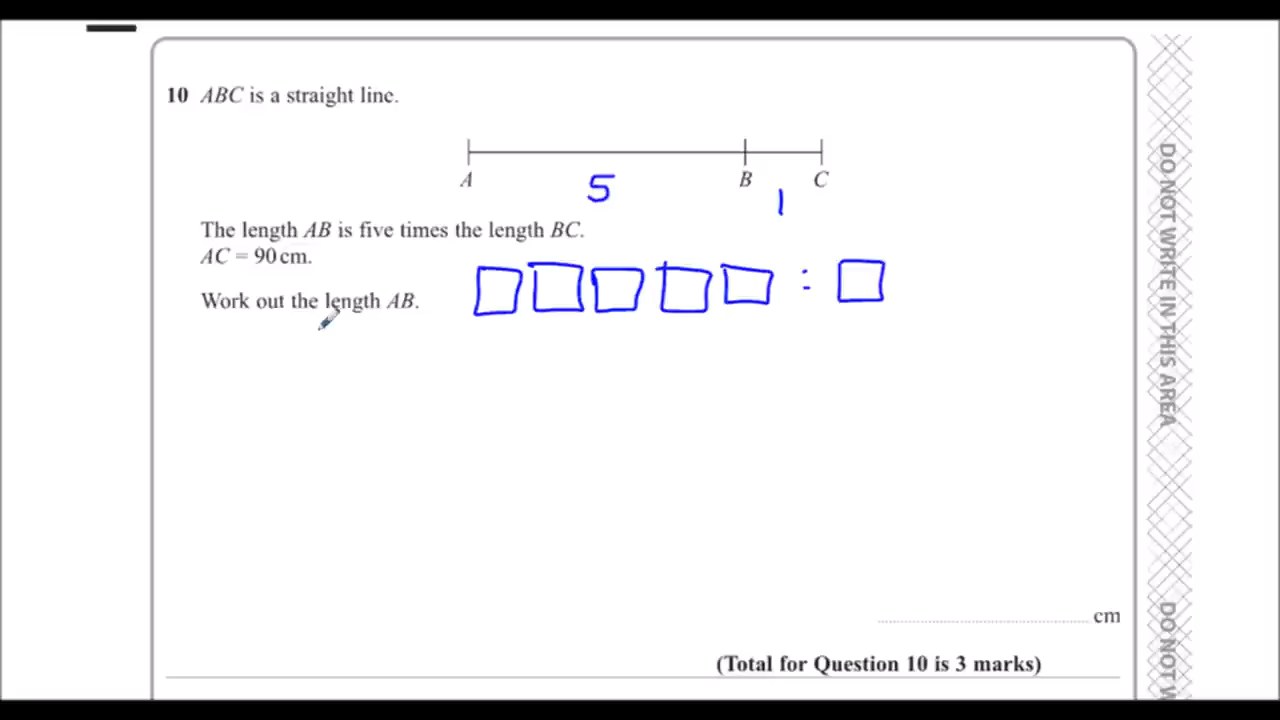 10 ABC is a straight line.
A B C
5 1
The length AB is five times the length BC.
AC = 90 cm.
Work out the length AB.
:
cm
(Total for Question 10 is 3 marks)
DO NOT WRITE IN THIS AREA
DO NOT W